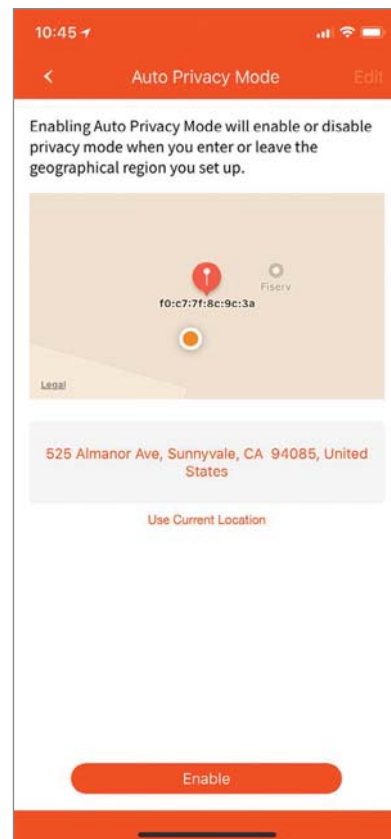 10:45
Auto Privacy Mode
Edit
Enabling Auto Privacy Mode will enable or disable
privacy mode when you enter or leave the
geographical region you set up.
Fiserv
f0:c7:7f:8c:9c:3a
Legal
525 Almanor Ave, Sunnyvale, CA 94085, United
States
Use Current Location
Enable